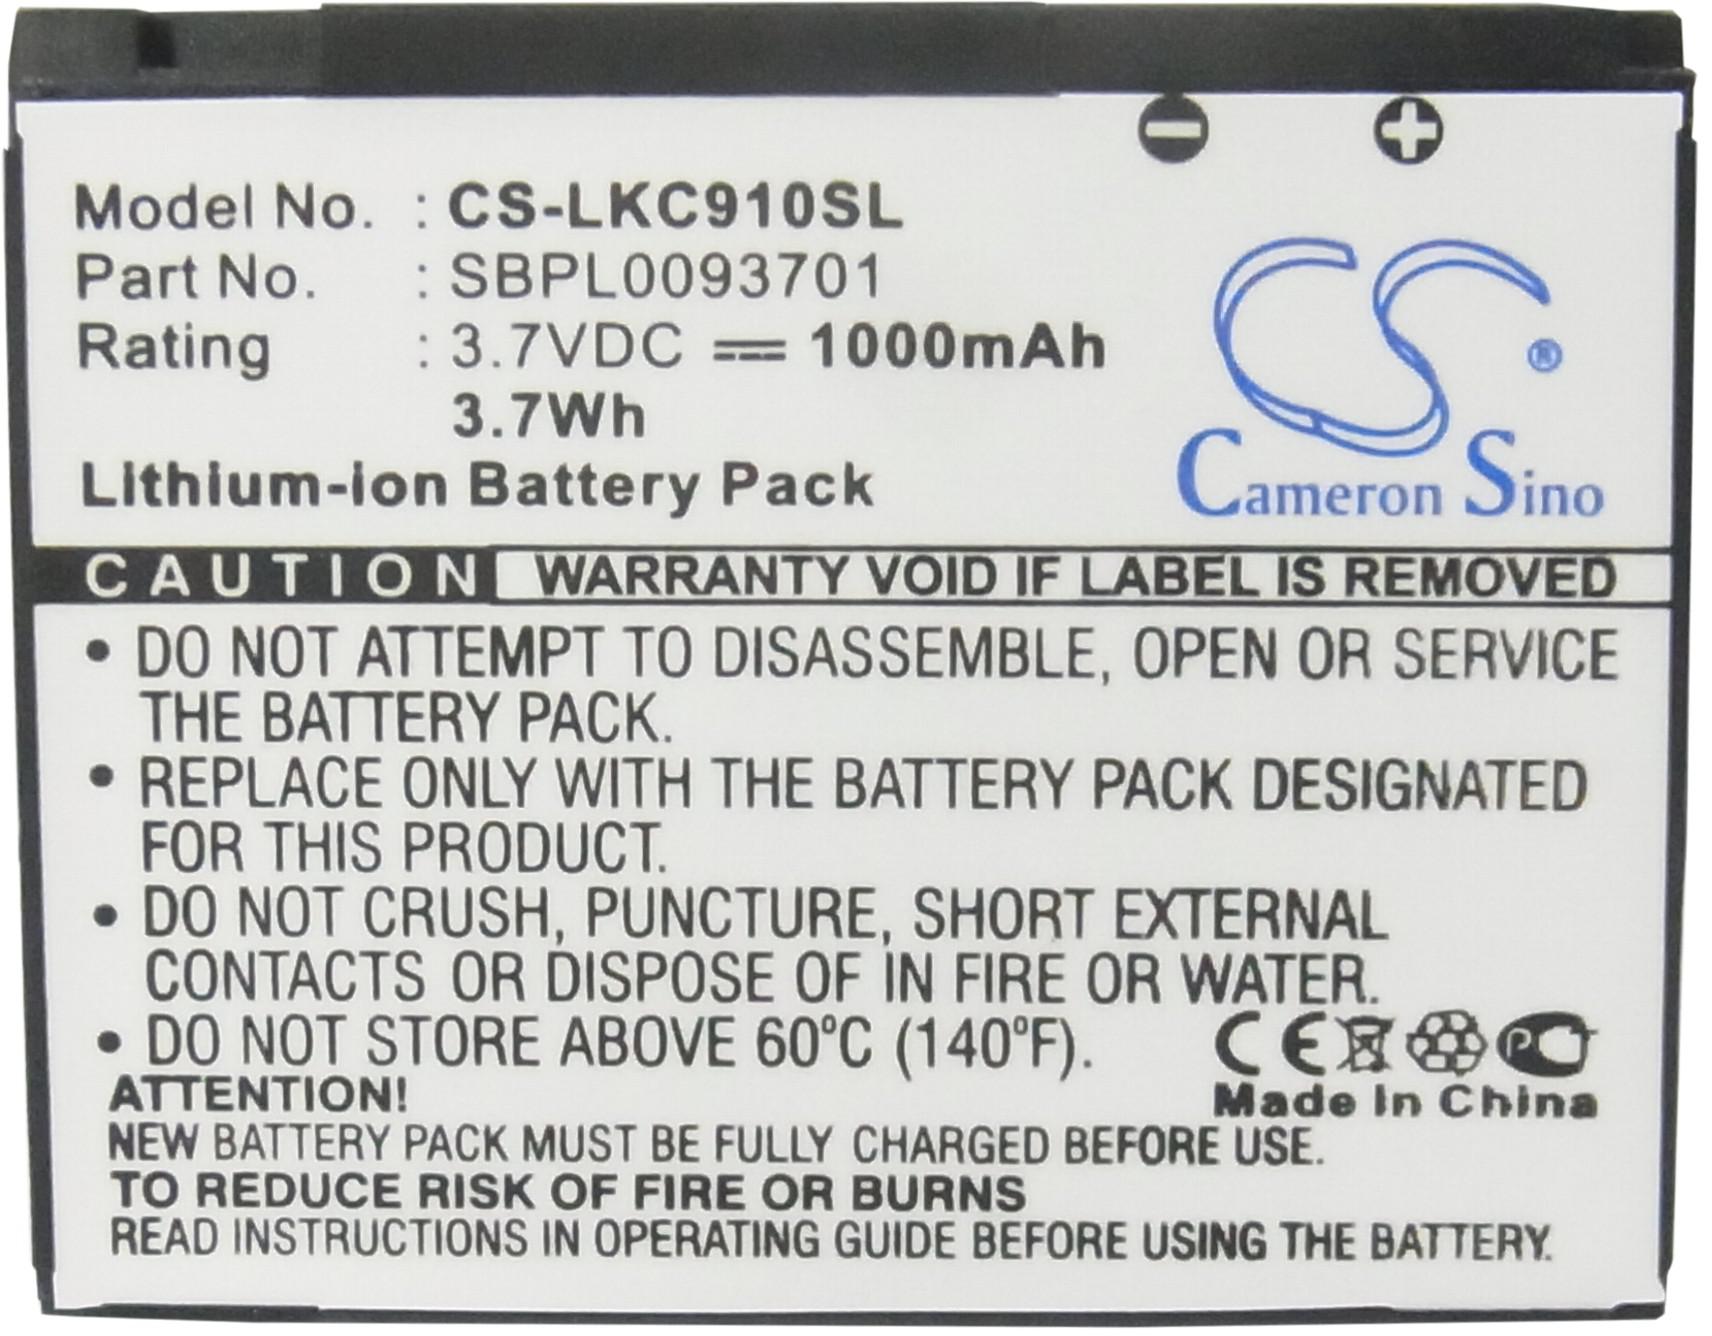 Model No. : CS-LKC910SL
Part No. : SBPL0093701
Rating : 3.7VDC ⎓ 1000mAh
3.7Wh
Lithium-ion Battery Pack
CS ®
Cameron Sino
CAUTION WARRANTY VOID IF LABEL IS REMOVED
• DO NOT ATTEMPT TO DISASSEMBLE, OPEN OR SERVICE
THE BATTERY PACK.
• REPLACE ONLY WITH THE BATTERY PACK DESIGNATED
FOR THIS PRODUCT.
• DO NOT CRUSH, PUNCTURE, SHORT EXTERNAL
CONTACTS OR DISPOSE OF IN FIRE OR WATER.
• DO NOT STORE ABOVE 60°C (140°F).
CE PC
Made In China
ATTENTION!
NEW BATTERY PACK MUST BE FULLY CHARGED BEFORE USE.
TO REDUCE RISK OF FIRE OR BURNS
READ INSTRUCTIONS IN OPERATING GUIDE BEFORE USING THE BATTERY.